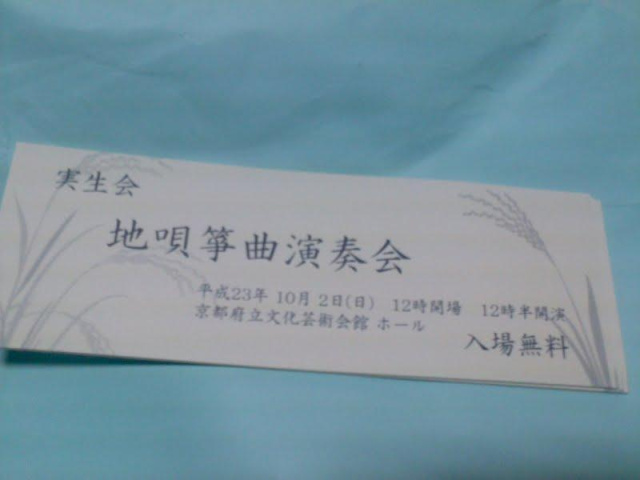 実生会
地唄箏曲演奏会
平成23年 10月 2日(日) 12時開場 12時半開演
京都府立文化芸術会館 ホール
入場無料